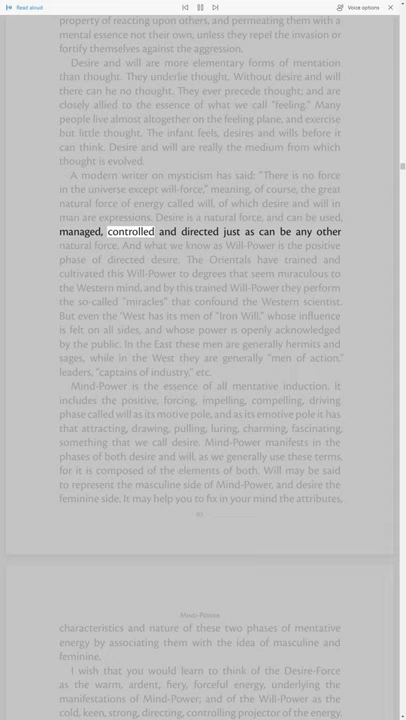 Read aloud
Voice options
property of reacting upon others, and permeating them with a
mental essence not their own, unless they repel the invasion or
fortify themselves against the aggression.
Desire and will are more elementary forms of mentation
than thought. They underlie thought. Without desire and will
there can be no thought. They ever precede thought; and are
closely allied to the essence of what we call “feeling.” Many
people live almost altogether on the feeling plane, and exercise
but little thought. The infant feels, desires and wills before it
can think. Desire and will are really the medium from which
thought is evolved.
A modern writer on mysticism has said: “There is no force
in the universe except will-force,” meaning, of course, the great
natural force of energy called will, of which desire and will in
man are expressions. Desire is a natural force, and can be used,
managed, controlled and directed just as can be any other
natural force. And what we know as Will-Power is the positive
phase of directed desire. The Orientals have trained and
cultivated this Will-Power to degrees that seem miraculous to
the Western mind, and by this trained Will-Power they perform
the so-called “miracles” that confound the Western scientist.
But even the ‘West has its men of “Iron Will,” whose influence
is felt on all sides, and whose power is openly acknowledged
by the public. In the East these men are generally hermits and
sages, while in the West they are generally “men of action,”
leaders, “captains of industry,” etc.
Mind-Power is the essence of all mentative induction. It
includes the positive, forcing, impelling, compelling, driving
phase called will as its motive pole, and as its emotive pole it has
that attracting, drawing, pulling, luring, charming, fascinating,
something that we call desire. Mind-Power manifests in the
phases of both desire and will, as we generally use these terms,
for it is composed of the elements of both. Will may be said
to represent the masculine side of Mind-Power, and desire the
feminine side. It may help you to fix in your mind the attributes,
Mind-Power
characteristics and nature of these two phases of mentative
energy by associating them with the idea of masculine and
feminine.
I wish that you would learn to think of the Desire-Force
as the warm, ardent, fiery, forceful energy, underlying the
manifestations of Mind-Power; and of the Will-Power as the
cold, keen, strong, directing, controlling projector of the energy.